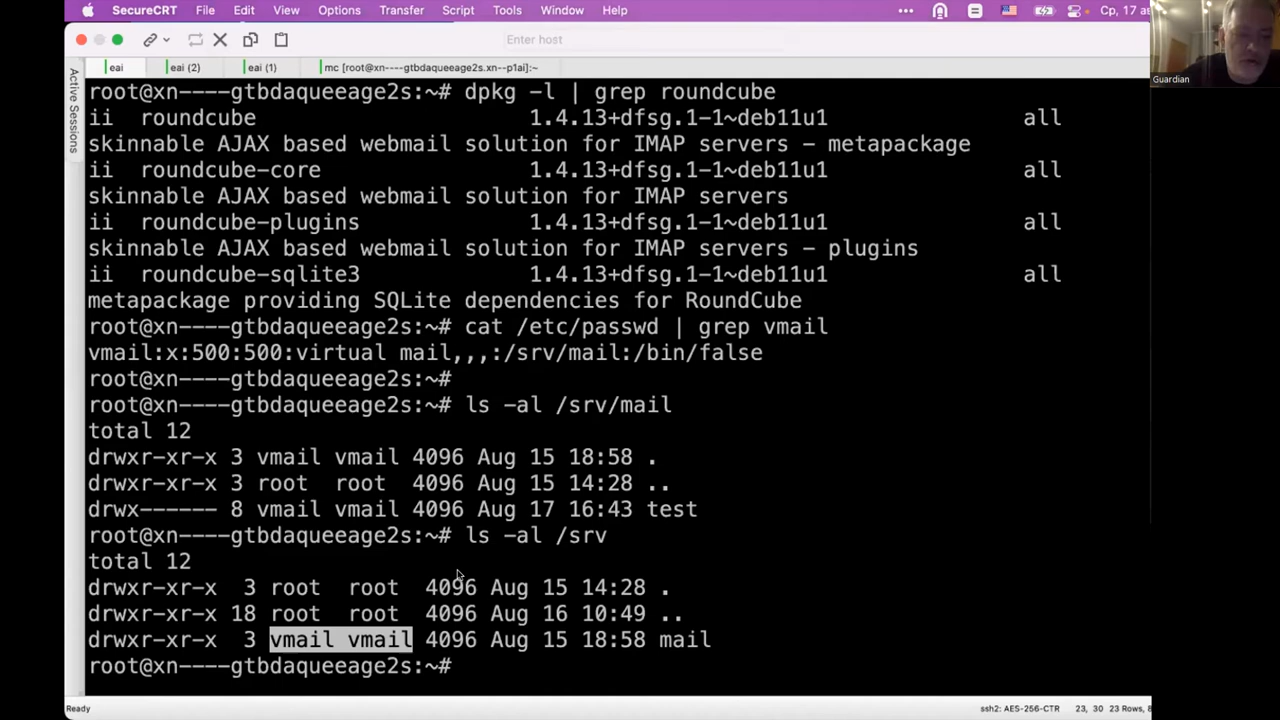 SecureCRT File Edit View Options Transfer Script Tools Window Help Ср, 17 ав
Enter host
eai eai (2) eai (1) mc [root@xn----gtbdaqueeage2s.xn--p1ai]:~
Guardian
Active Sessions
root@xn----gtbdaqueeage2s:~# dpkg -l | grep roundcube
ii roundcube 1.4.13+dfsg.1-1~deb11u1 all
skinnable AJAX based webmail solution for IMAP servers - metapackage
ii roundcube-core 1.4.13+dfsg.1-1~deb11u1 all
skinnable AJAX based webmail solution for IMAP servers
ii roundcube-plugins 1.4.13+dfsg.1-1~deb11u1 all
skinnable AJAX based webmail solution for IMAP servers - plugins
ii roundcube-sqlite3 1.4.13+dfsg.1-1~deb11u1 all
metapackage providing SQLite dependencies for RoundCube
root@xn----gtbdaqueeage2s:~# cat /etc/passwd | grep vmail
vmail:x:500:500:virtual mail,,,:/srv/mail:/bin/false
root@xn----gtbdaqueeage2s:~#
root@xn----gtbdaqueeage2s:~# ls -al /srv/mail
total 12
drwxr-xr-x 3 vmail vmail 4096 Aug 15 18:58 .
drwxr-xr-x 3 root root 4096 Aug 15 14:28 ..
drwx------ 8 vmail vmail 4096 Aug 17 16:43 test
root@xn----gtbdaqueeage2s:~# ls -al /srv
total 12
drwxr-xr-x 3 root root 4096 Aug 15 14:28 .
drwxr-xr-x 18 root root 4096 Aug 16 10:49 ..
drwxr-xr-x 3 vmail vmail 4096 Aug 15 18:58 mail
root@xn----gtbdaqueeage2s:~#
Ready ssh2: AES-256-CTR 23, 30 23 Rows,